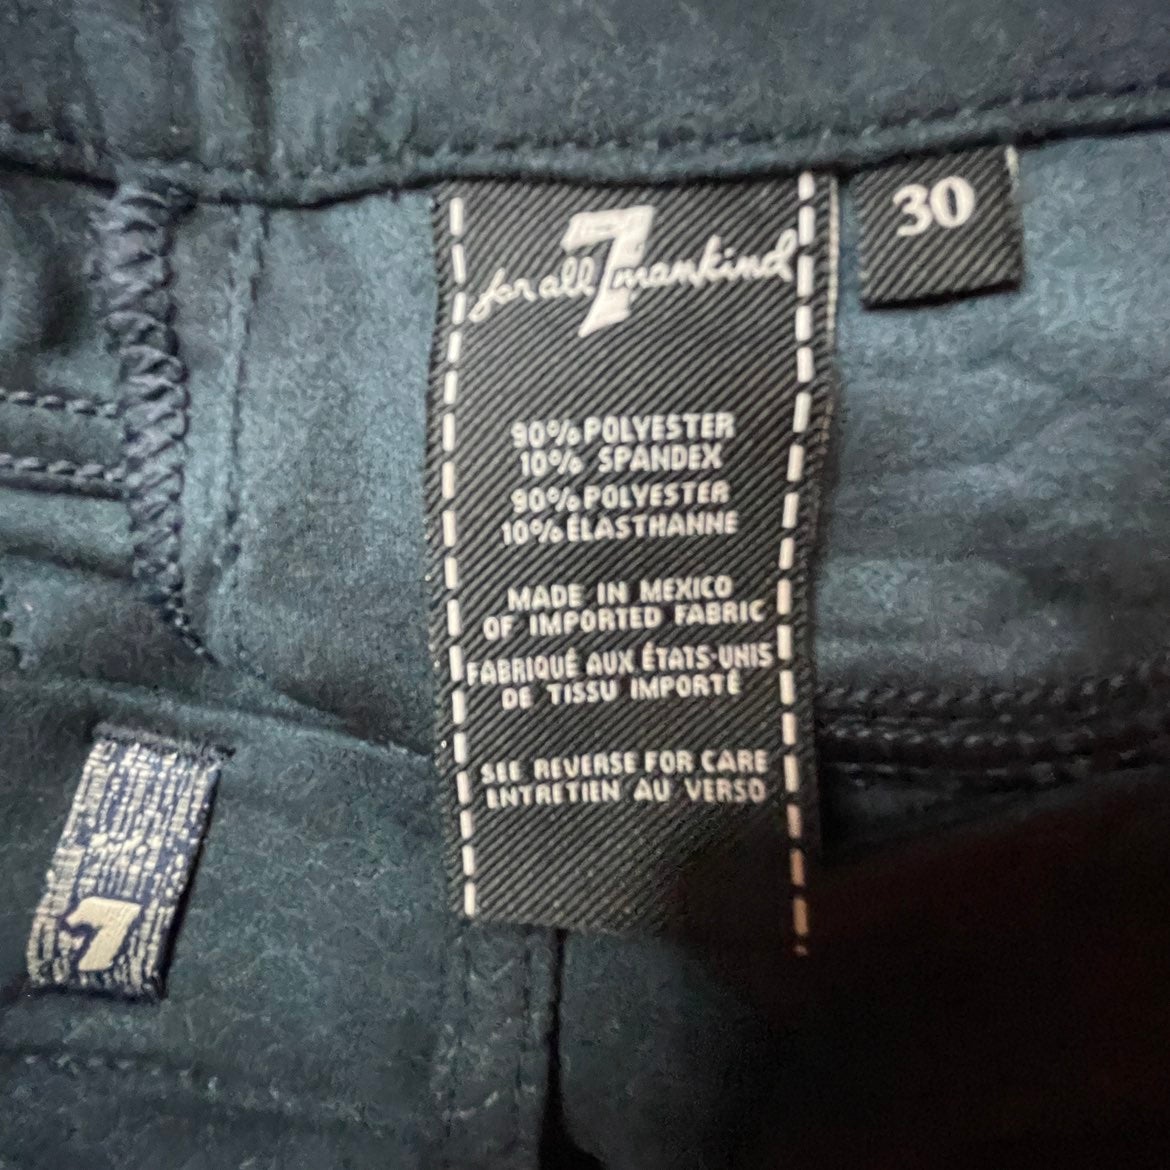 7
for all mankind
30
90% POLYESTER
10% SPANDEX
90% POLYESTER
10% ÉLASTHANNE
MADE IN MEXICO
OF IMPORTED FABRIC
FABRIQUÉ AUX ÉTATS-UNIS
DE TISSU IMPORTÉ
SEE REVERSE FOR CARE
ENTRETIEN AU VERSO
7